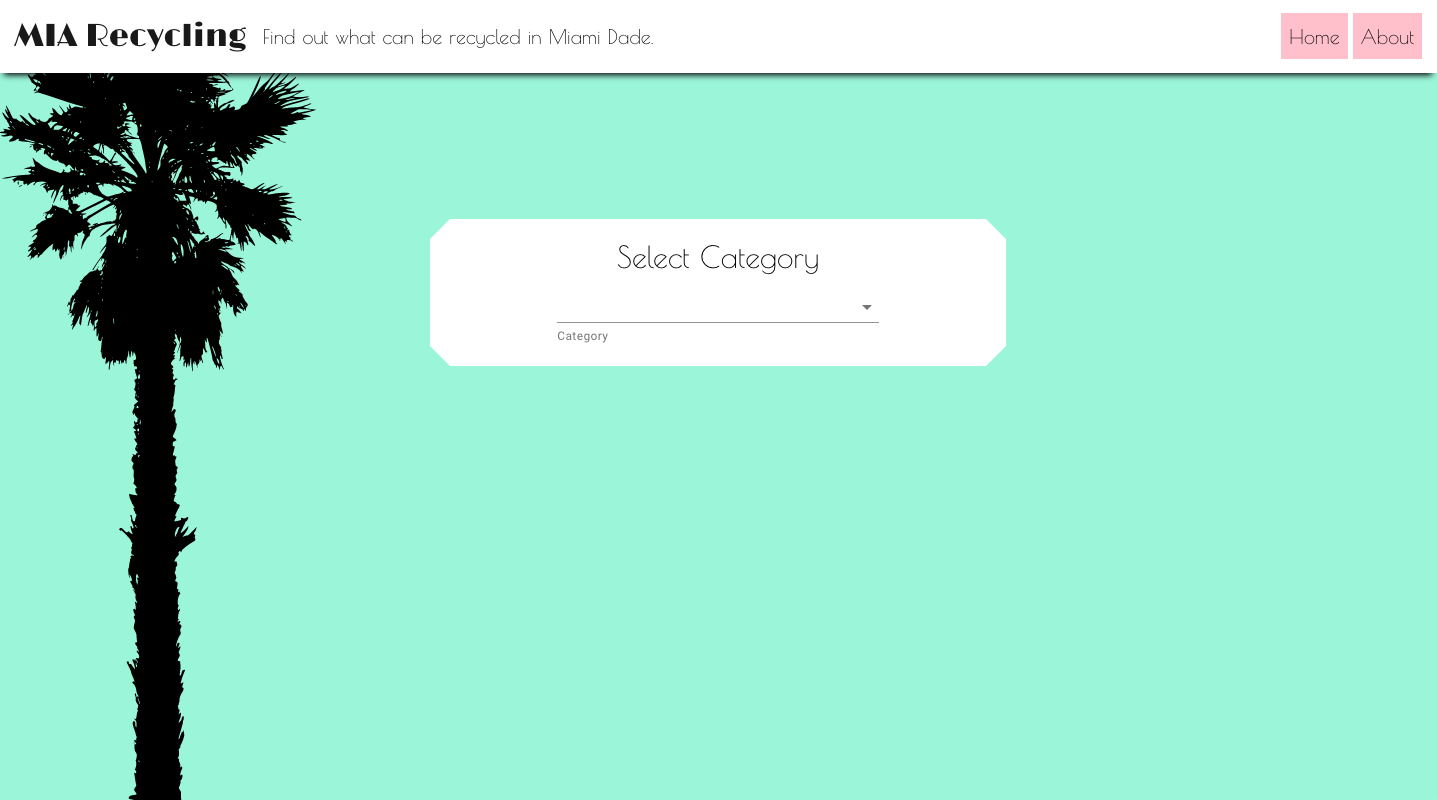 MIA Recycling
Find out what can be recycled in Miami Dade.
Home
About
Select Category
Category